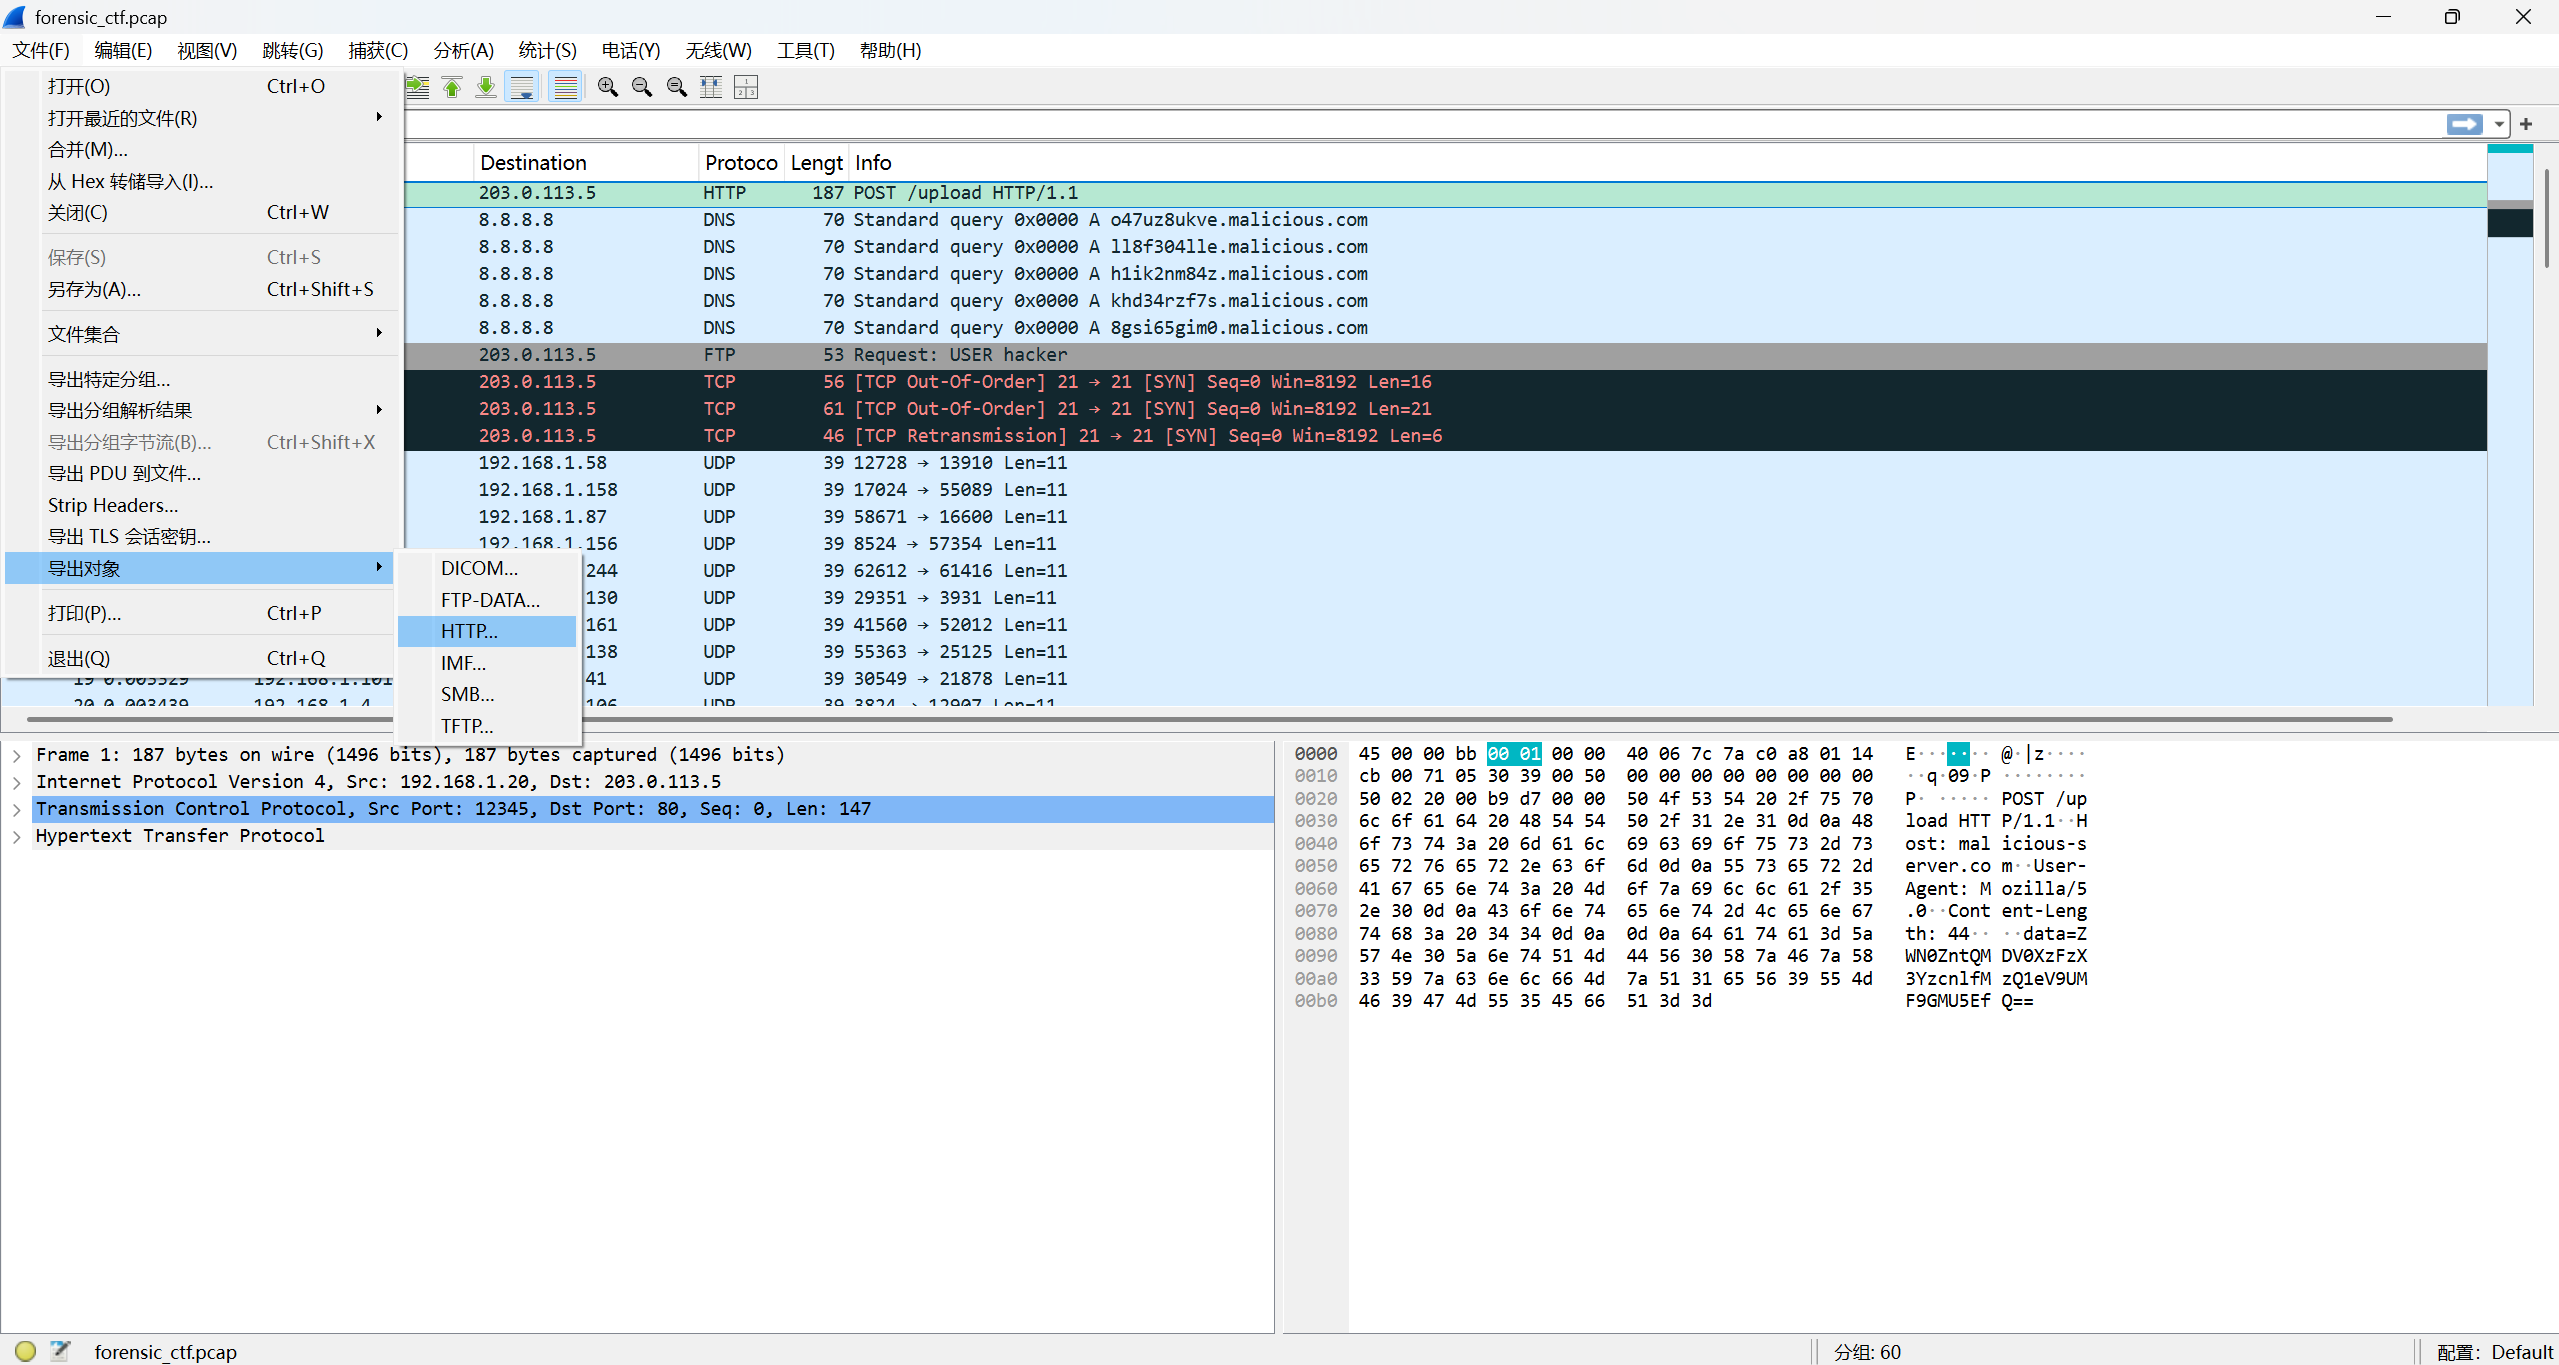 forensic_ctf.pcap
文件(F) 编辑(E) 视图(V) 跳转(G) 捕获(C) 分析(A) 统计(S) 电话(Y) 无线(W) 工具(T) 帮助(H)
打开(O) Ctrl+O
打开最近的文件(R)
合并(M)...
从 Hex 转储导入(I)...
关闭(C) Ctrl+W
保存(S) Ctrl+S
另存为(A)... Ctrl+Shift+S
文件集合
导出特定分组...
导出分组解析结果
导出分组字节流(B)... Ctrl+Shift+X
导出 PDU 到文件...
Strip Headers...
导出 TLS 会话密钥...
导出对象
打印(P)... Ctrl+P
退出(Q) Ctrl+Q
DICOM...
FTP-DATA...
HTTP...
IMF...
SMB...
TFTP...
Destination Protoco Lengt Info
203.0.113.5 HTTP 187 POST /upload HTTP/1.1
8.8.8.8 DNS 70 Standard query 0x0000 A o47uz8ukve.malicious.com
8.8.8.8 DNS 70 Standard query 0x0000 A ll8f304lle.malicious.com
8.8.8.8 DNS 70 Standard query 0x0000 A h1ik2nm84z.malicious.com
8.8.8.8 DNS 70 Standard query 0x0000 A khd34rzf7s.malicious.com
8.8.8.8 DNS 70 Standard query 0x0000 A 8gsi65gim0.malicious.com
203.0.113.5 FTP 53 Request: USER hacker
203.0.113.5 TCP 56 [TCP Out-Of-Order] 21 → 21 [SYN] Seq=0 Win=8192 Len=16
203.0.113.5 TCP 61 [TCP Out-Of-Order] 21 → 21 [SYN] Seq=0 Win=8192 Len=21
203.0.113.5 TCP 46 [TCP Retransmission] 21 → 21 [SYN] Seq=0 Win=8192 Len=6
192.168.1.58 UDP 39 12728 → 13910 Len=11
192.168.1.158 UDP 39 17024 → 55089 Len=11
192.168.1.87 UDP 39 58671 → 16600 Len=11
192.168.1.156 UDP 39 8524 → 57354 Len=11
244 UDP 39 62612 → 61416 Len=11
130 UDP 39 29351 → 3931 Len=11
161 UDP 39 41560 → 52012 Len=11
138 UDP 39 55363 → 25125 Len=11
19 0.003329 192.168.1.101 41 UDP 39 30549 → 21878 Len=11
20 0.003439 192.168.1.4 106 UDP 39 3824 → 12907 Len=11
Frame 1: 187 bytes on wire (1496 bits), 187 bytes captured (1496 bits)
Internet Protocol Version 4, Src: 192.168.1.20, Dst: 203.0.113.5
Transmission Control Protocol, Src Port: 12345, Dst Port: 80, Seq: 0, Len: 147
Hypertext Transfer Protocol
0000 45 00 00 bb 00 01 00 00 40 06 7c 7a c0 a8 01 14 E······· @·|z····
0010 cb 00 71 05 30 39 00 50 00 00 00 00 00 00 00 00 ··q·09·P ········
0020 50 02 20 00 b9 d7 00 00 50 4f 53 54 20 2f 75 70 P· ····· POST /up
0030 6c 6f 61 64 20 48 54 54 50 2f 31 2e 31 0d 0a 48 load HTT P/1.1··H
0040 6f 73 74 3a 20 6d 61 6c 69 63 69 6f 75 73 2d 73 ost: mal icious-s
0050 65 72 76 65 72 2e 63 6f 6d 0d 0a 55 73 65 72 2d erver.co m··User-
0060 41 67 65 6e 74 3a 20 4d 6f 7a 69 6c 6c 61 2f 35 Agent: M ozilla/5
0070 2e 30 0d 0a 43 6f 6e 74 65 6e 74 2d 4c 65 6e 67 .0··Cont ent-Leng
0080 74 68 3a 20 34 34 0d 0a 0d 0a 64 61 74 61 3d 5a th: 44·· ··data=Z
0090 57 4e 30 5a 6e 74 51 4d 44 56 30 58 7a 46 7a 58 WN0ZntQM DV0XzFzX
00a0 33 59 7a 63 6e 6c 66 4d 7a 51 31 65 56 39 55 4d 3YzcnlfM zQ1eV9UM
00b0 46 39 47 4d 55 35 45 66 51 3d 3d F9GMU5Ef Q==
forensic_ctf.pcap 分组: 60 配置: Default